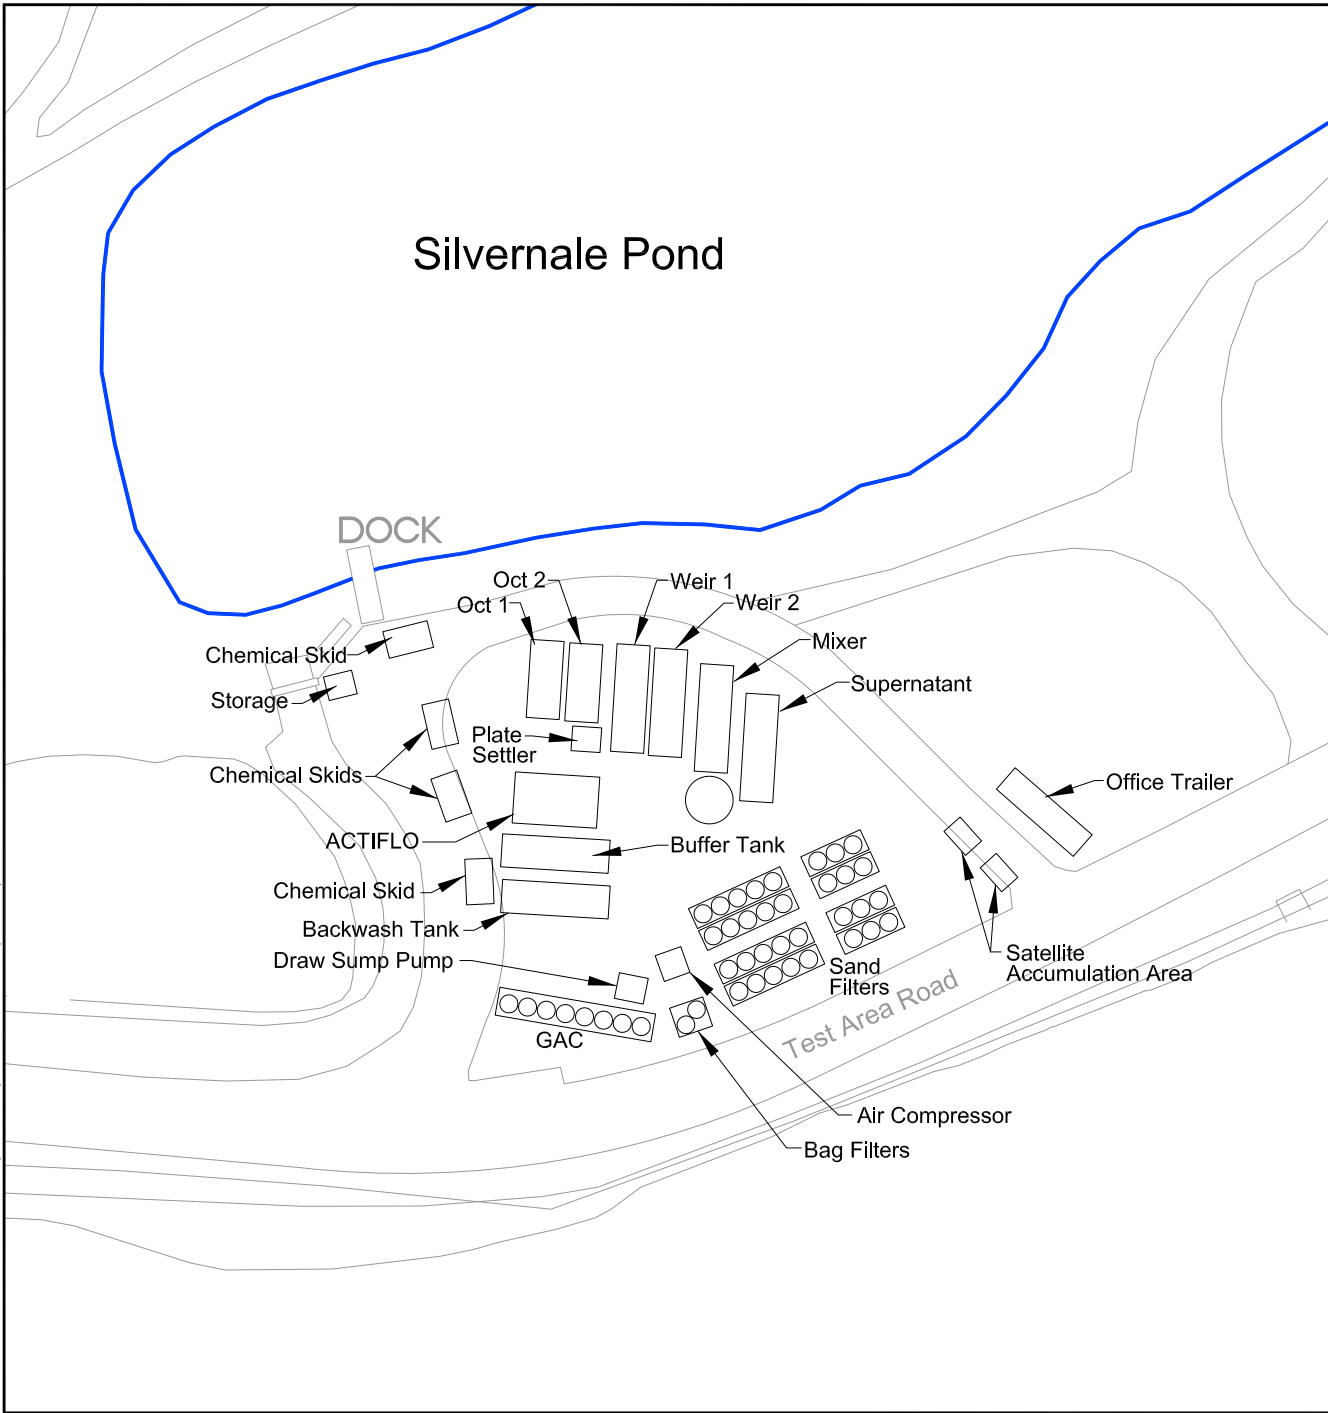 Silvernale Pond
DOCK
Oct 2
Weir 1
Oct 1
Weir 2
Mixer
Chemical Skid
Supernatant
Storage
Plate
Settler
Chemical Skids
Office Trailer
ACTIFLO
Buffer Tank
Chemical Skid
Backwash Tank
Draw Sump Pump
Sand
Filters
Satellite
Accumulation Area
Test Area Road
GAC
Air Compressor
Bag Filters